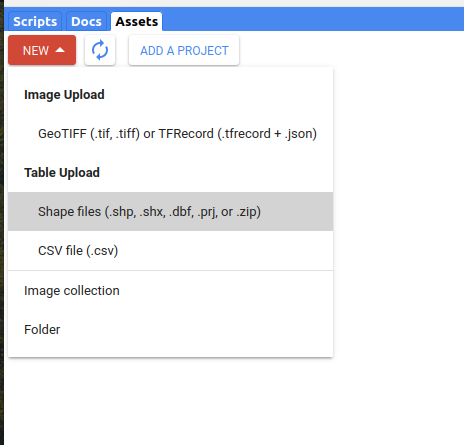 Scripts Docs Assets
NEW ADD A PROJECT
Image Upload
GeoTIFF (.tif, .tiff) or TFRecord (.tfrecord + .json)
Table Upload
Shape files (.shp, .shx, .dbf, .prj, or .zip)
CSV file (.csv)
Image collection
Folder